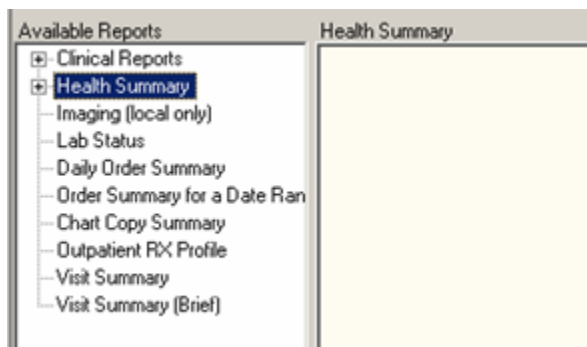 Available Reports
Health Summary
Clinical Reports
Health Summary
Imaging (local only)
Lab Status
Daily Order Summary
Order Summary for a Date Ran
Chart Copy Summary
Outpatient RX Profile
Visit Summary
Visit Summary (Brief)